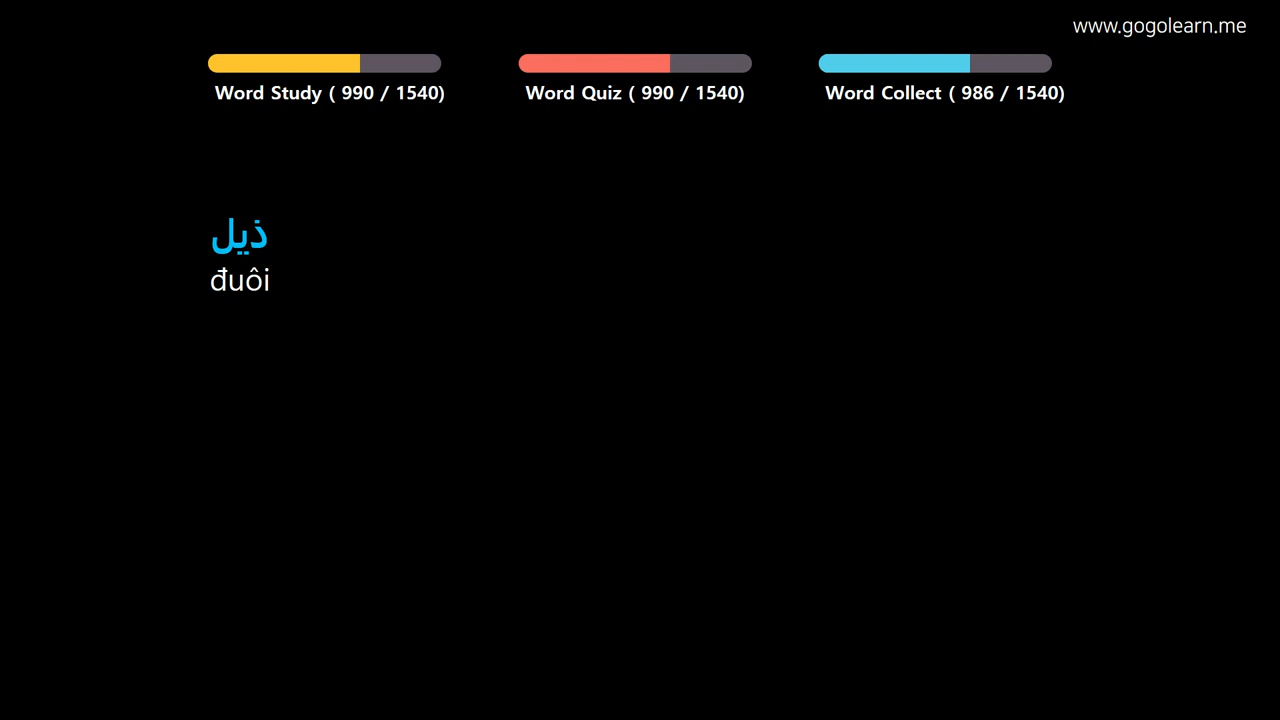 www.gogolearn.me
Word Study ( 990 / 1540)
Word Quiz ( 990 / 1540)
Word Collect ( 986 / 1540)
ذيل
đuôi